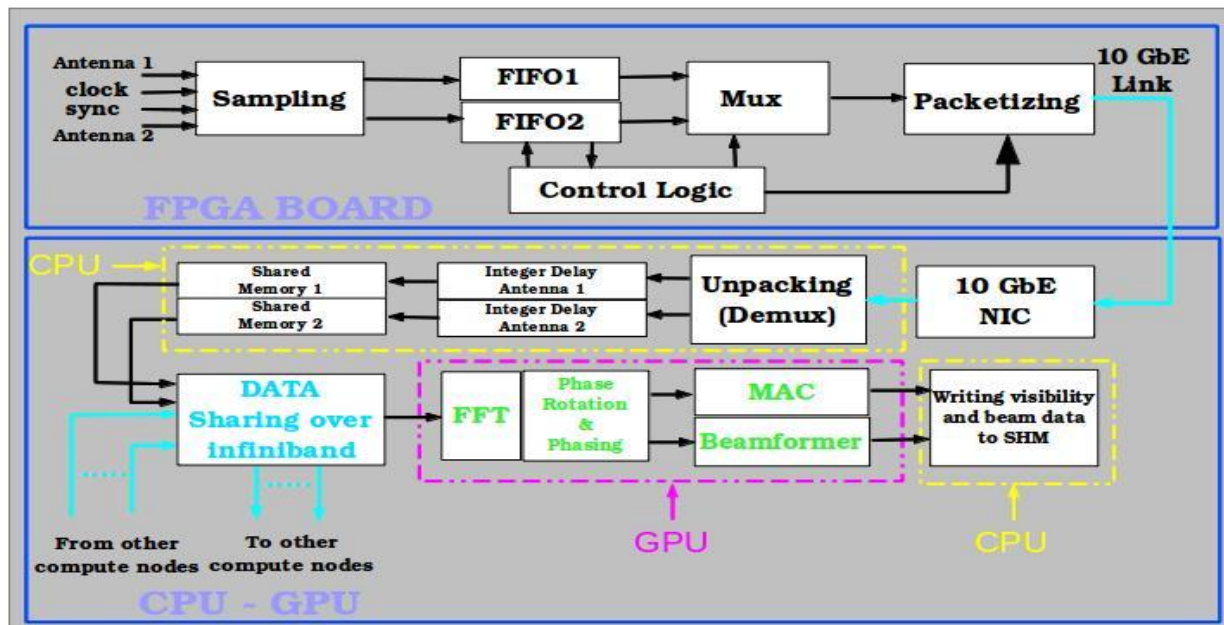 Antenna 1
clock
sync
Antenna 2
Sampling
FIFO1
FIFO2
Mux
Packetizing
10 GbE
Link
Control Logic
FPGA BOARD
CPU
Shared
Memory 1
Shared
Memory 2
Integer Delay
Antenna 1
Integer Delay
Antenna 2
Unpacking
(Demux)
10 GbE
NIC
DATA
Sharing over
infiniband
FFT
Phase
Rotation
&
Phasing
MAC
Beamformer
Writing visibility
and beam data
to SHM
GPU
CPU
From other
compute nodes
To other
compute nodes
CPU - GPU